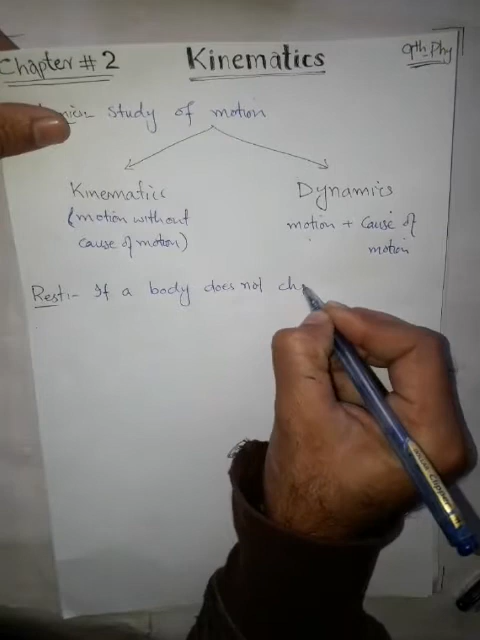 Chapter # 2 Kinematics 9th Phy
study of motion
Kinematics Dynamics
(motion without motion + cause of
cause of motion) motion
Rest:- If a body does not ch
Clipper